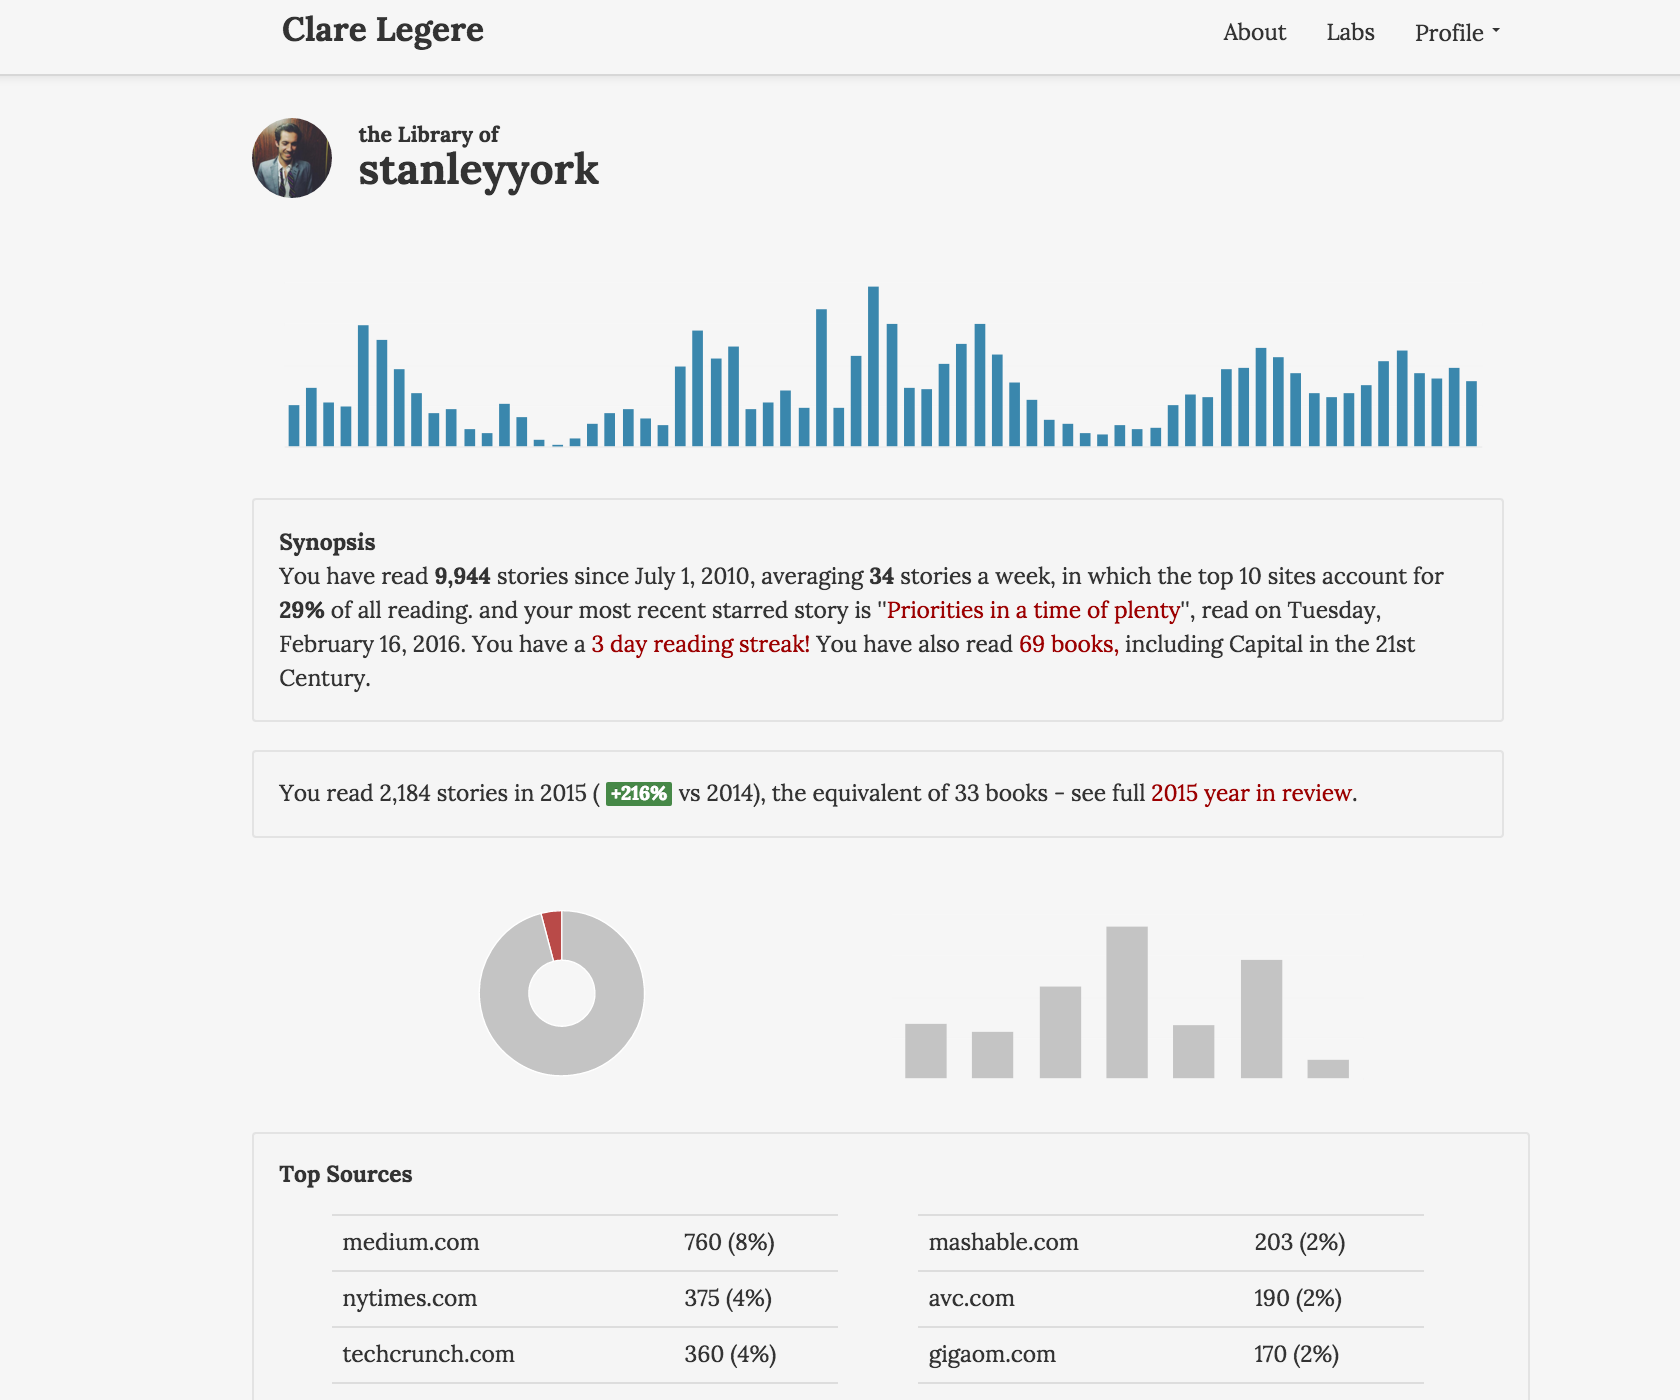 Clare Legere
About Labs Profile
the Library of
stanleyyork
Synopsis
You have read 9,944 stories since July 1, 2010, averaging 34 stories a week, in which the top 10 sites account for
29% of all reading. and your most recent starred story is "Priorities in a time of plenty", read on Tuesday,
February 16, 2016. You have a 3 day reading streak! You have also read 69 books, including Capital in the 21st
Century.
You read 2,184 stories in 2015 ( +216% vs 2014), the equivalent of 33 books - see full 2015 year in review.
Top Sources
medium.com 760 (8%) mashable.com 203 (2%)
nytimes.com 375 (4%) avc.com 190 (2%)
techcrunch.com 360 (4%) gigaom.com 170 (2%)